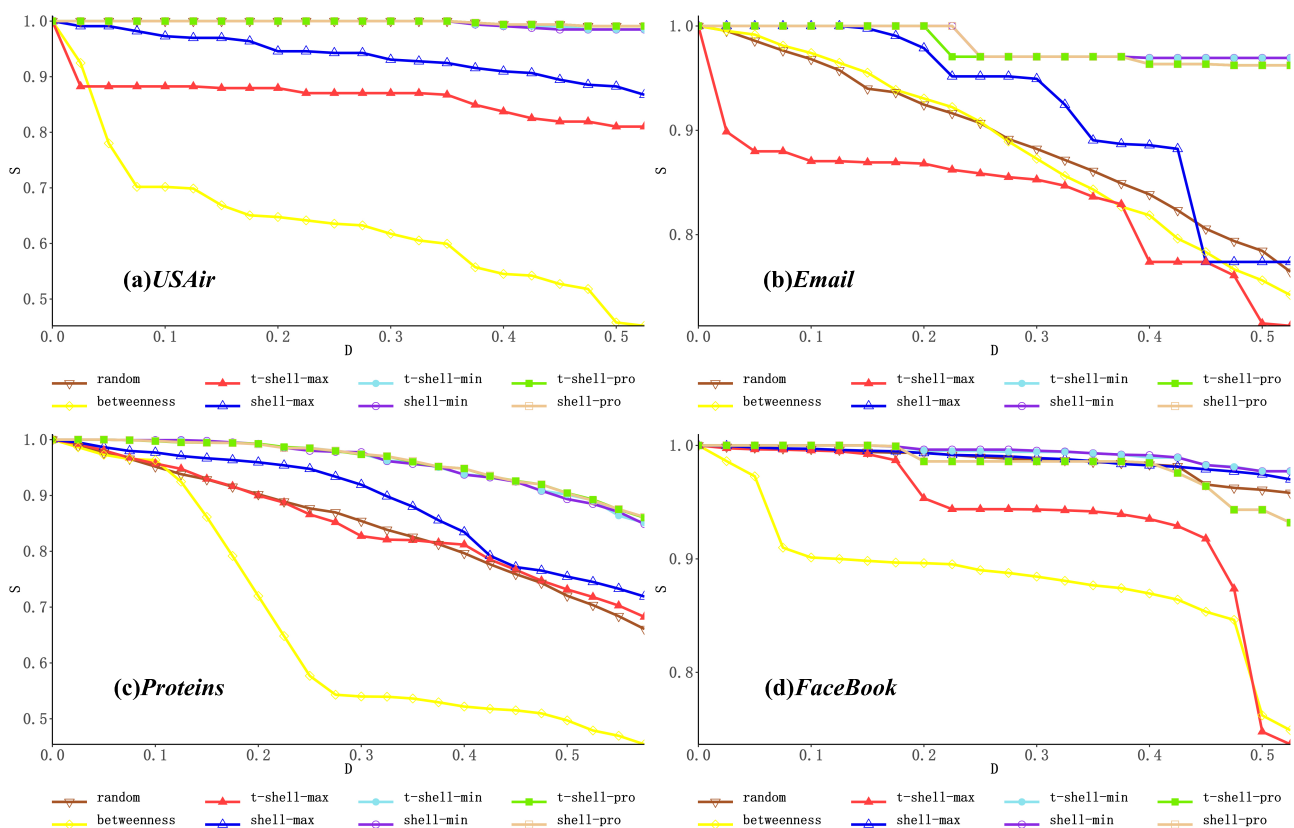 1.0
0.9
0.8
0.7
0.6
0.5
S
(a)USAir
0.0 0.1 0.2 0.3 0.4 0.5
D
random t-shell-max t-shell-min t-shell-pro
betweenness shell-max shell-min shell-pro
1.0
0.9
0.8
S
(b)Email
0.0 0.1 0.2 0.3 0.4 0.5
D
random t-shell-max t-shell-min t-shell-pro
betweenness shell-max shell-min shell-pro
1.0
0.9
0.8
0.7
0.6
0.5
S
(c)Proteins
0.0 0.1 0.2 0.3 0.4 0.5
D
random t-shell-max t-shell-min t-shell-pro
betweenness shell-max shell-min shell-pro
1.0
0.9
0.8
S
(d)FaceBook
0.0 0.1 0.2 0.3 0.4 0.5
D
random t-shell-max t-shell-min t-shell-pro
betweenness shell-max shell-min shell-pro